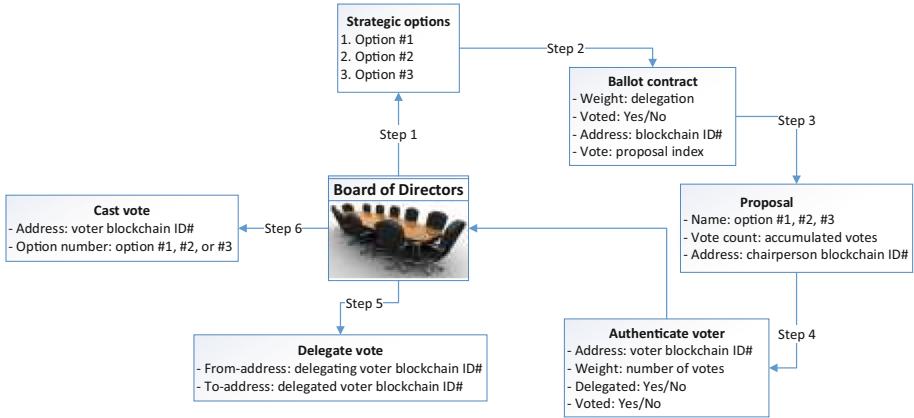 Strategic options
1. Option #1
2. Option #2
3. Option #3
Step 2
Ballot contract
- Weight: delegation
- Voted: Yes/No
- Address: blockchain ID#
- Vote: proposal index
Step 3
Step 1
Board of Directors
Proposal
- Name: option #1, #2, #3
- Vote count: accumulated votes
- Address: chairperson blockchain ID#
Cast vote
- Address: voter blockchain ID#
- Option number: option #1, #2, or #3
Step 6
Step 5
Step 4
Delegate vote
- From-address: delegating voter blockchain ID#
- To-address: delegated voter blockchain ID#
Authenticate voter
- Address: voter blockchain ID#
- Weight: number of votes
- Delegated: Yes/No
- Voted: Yes/No